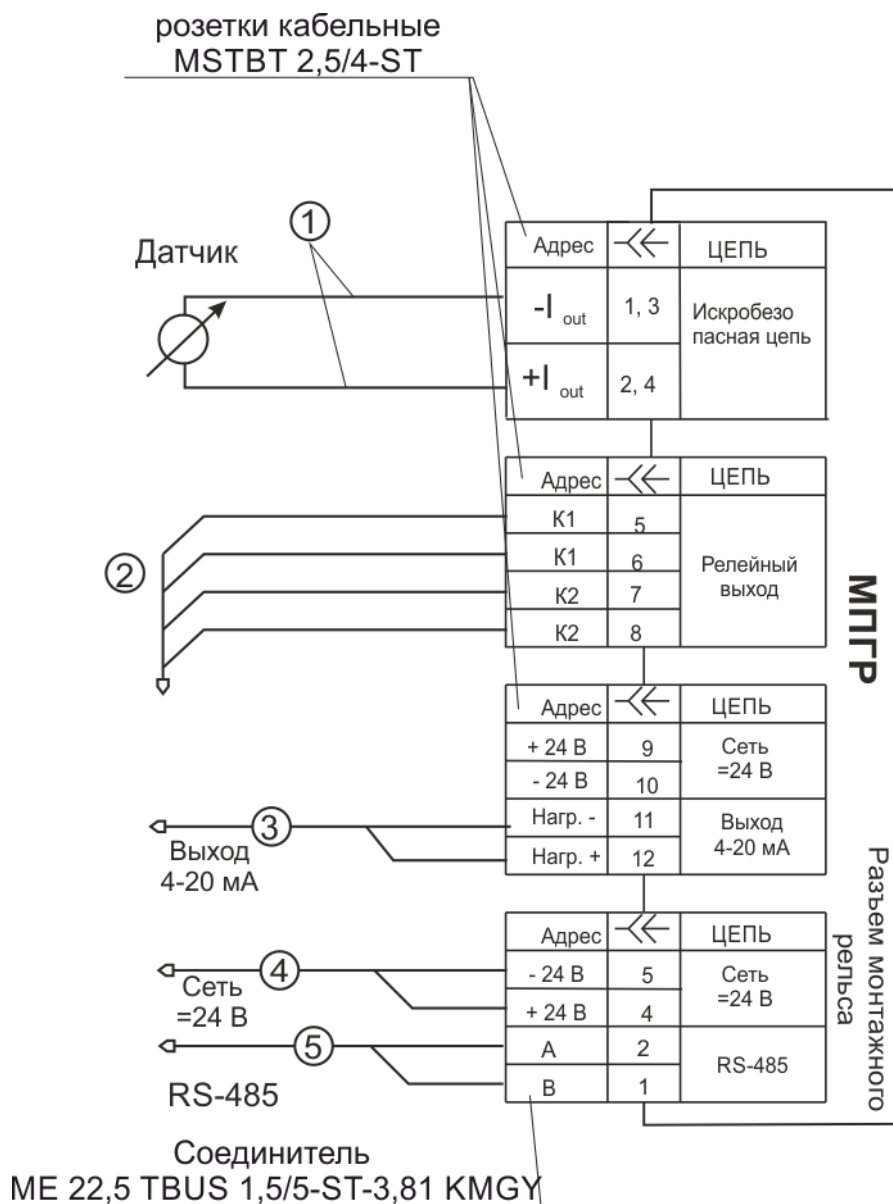 розетки кабельные
MSTBT 2,5/4-ST
1
Датчик
Адрес ЦЕПЬ
-I out 1, 3 Искробезо
пасная цепь
+I out 2, 4
Адрес ЦЕПЬ
К1 5
К1 6
К2 7
К2 8
Релейный
выход
2
МПГР
Адрес ЦЕПЬ
+ 24 В 9
- 24 В 10
Сеть
=24 В
Нагр. - 11
Нагр. + 12
Выход
4-20 мА
3
Выход
4-20 мА
Разъем монтажного
рельса
Адрес ЦЕПЬ
- 24 В 5
+ 24 В 4
Сеть
=24 В
А 2
В 1
RS-485
4
Сеть
=24 В
5
RS-485
Соединитель
ME 22,5 TBUS 1,5/5-ST-3,81 KMGY